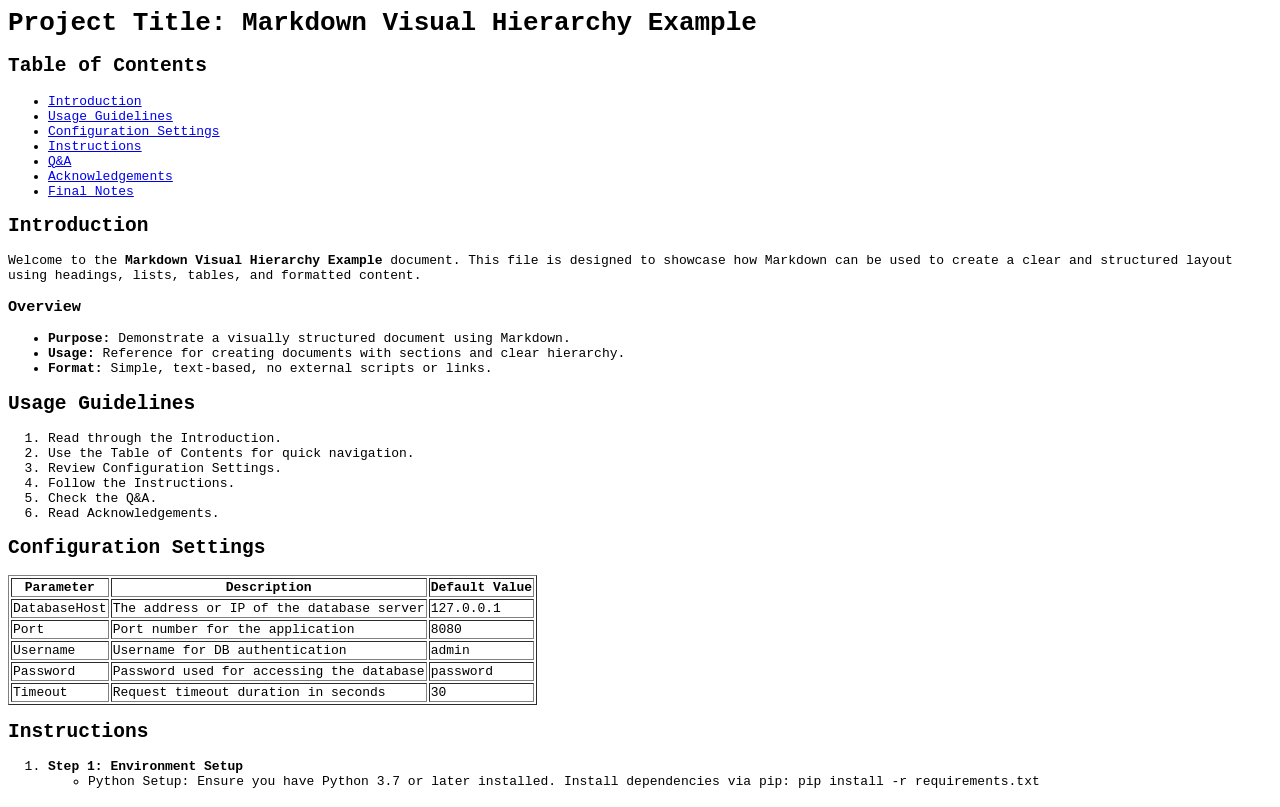 Project Title: Markdown Visual Hierarchy Example
Table of Contents
Introduction
Usage Guidelines
Configuration Settings
Instructions
Q&A
Acknowledgements
Final Notes
Introduction
Welcome to the Markdown Visual Hierarchy Example document. This file is designed to showcase how Markdown can be used to create a clear and structured layout
using headings, lists, tables, and formatted content.
Overview
Purpose: Demonstrate a visually structured document using Markdown.
Usage: Reference for creating documents with sections and clear hierarchy.
Format: Simple, text-based, no external scripts or links.
Usage Guidelines
1. Read through the Introduction.
2. Use the Table of Contents for quick navigation.
3. Review Configuration Settings.
4. Follow the Instructions.
5. Check the Q&A.
6. Read Acknowledgements.
Configuration Settings
Parameter Description Default Value
DatabaseHost The address or IP of the database server 127.0.0.1
Port Port number for the application 8080
Username Username for DB authentication admin
Password Password used for accessing the database password
Timeout Request timeout duration in seconds 30
Instructions
1. Step 1: Environment Setup
Python Setup: Ensure you have Python 3.7 or later installed. Install dependencies via pip: pip install -r requirements.txt